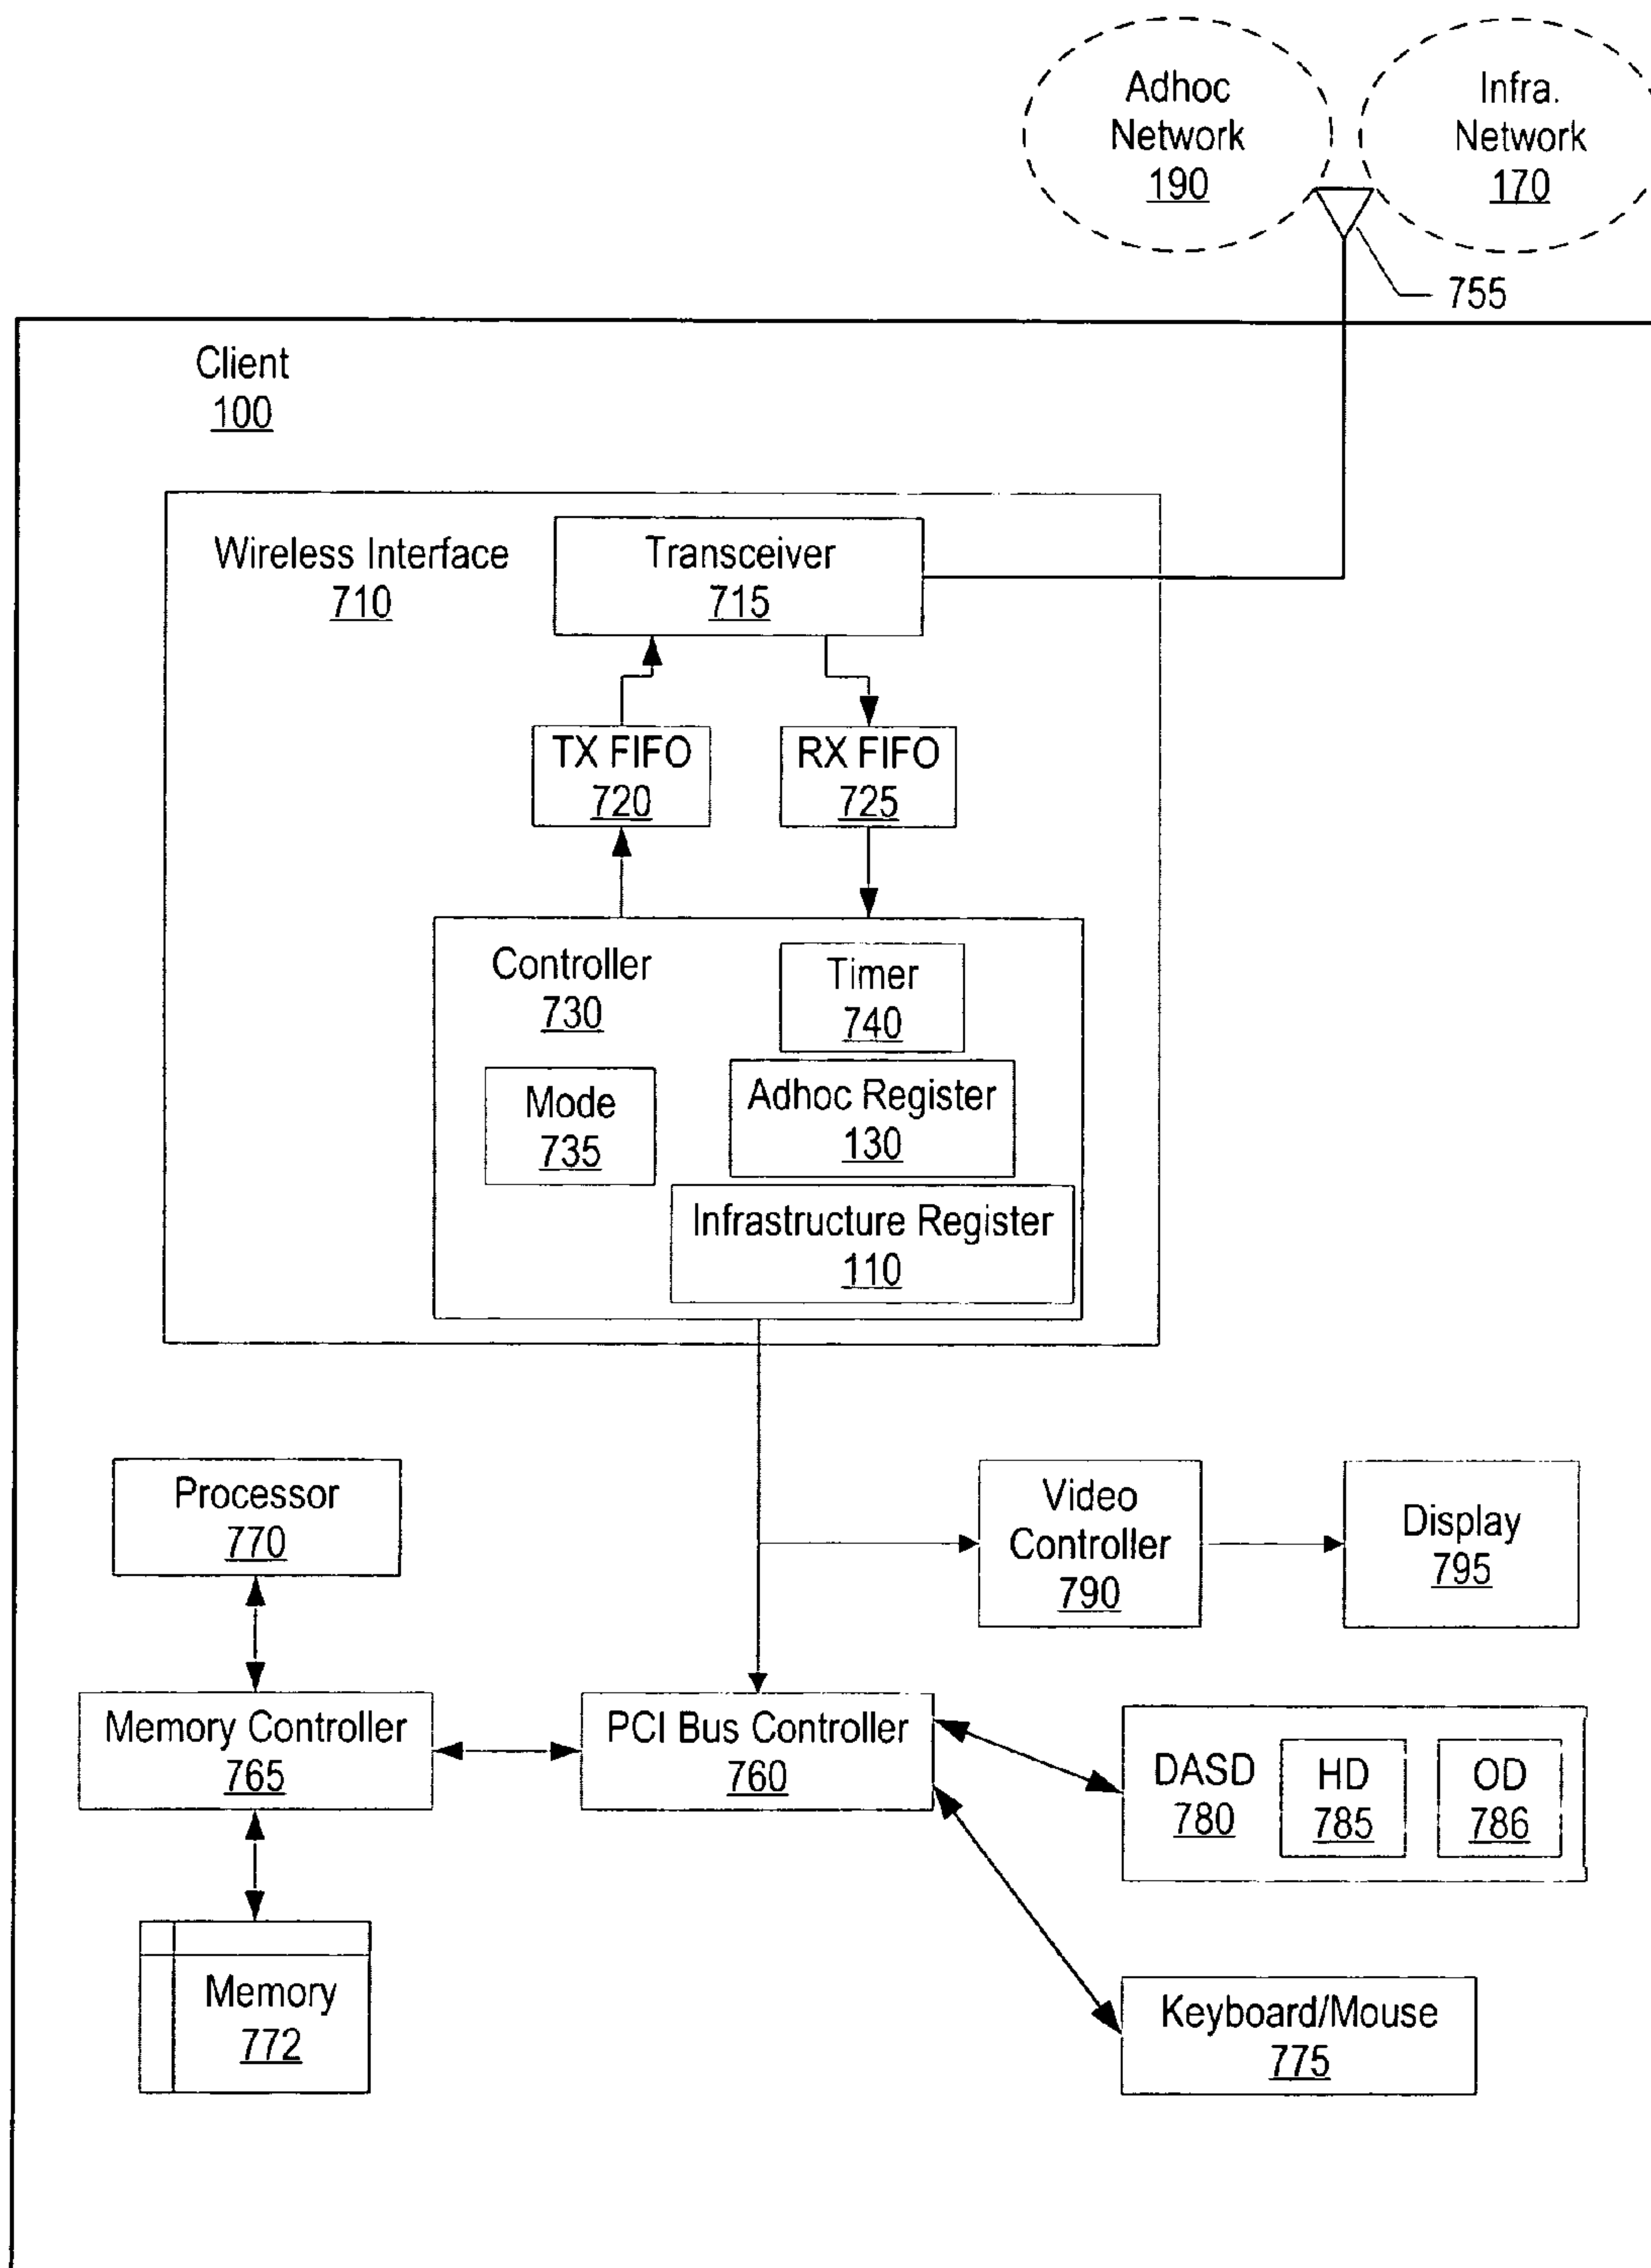 Adhoc
Network
190
Infra.
Network
170
755
Client
100
Wireless Interface
710
Transceiver
715
TX FIFO
720
RX FIFO
725
Controller
730
Timer
740
Mode
735
Adhoc Register
130
Infrastructure Register
110
Processor
770
Video
Controller
790
Display
795
Memory Controller
765
PCI Bus Controller
760
DASD
780
HD
785
OD
786
Memory
772
Keyboard/Mouse
775